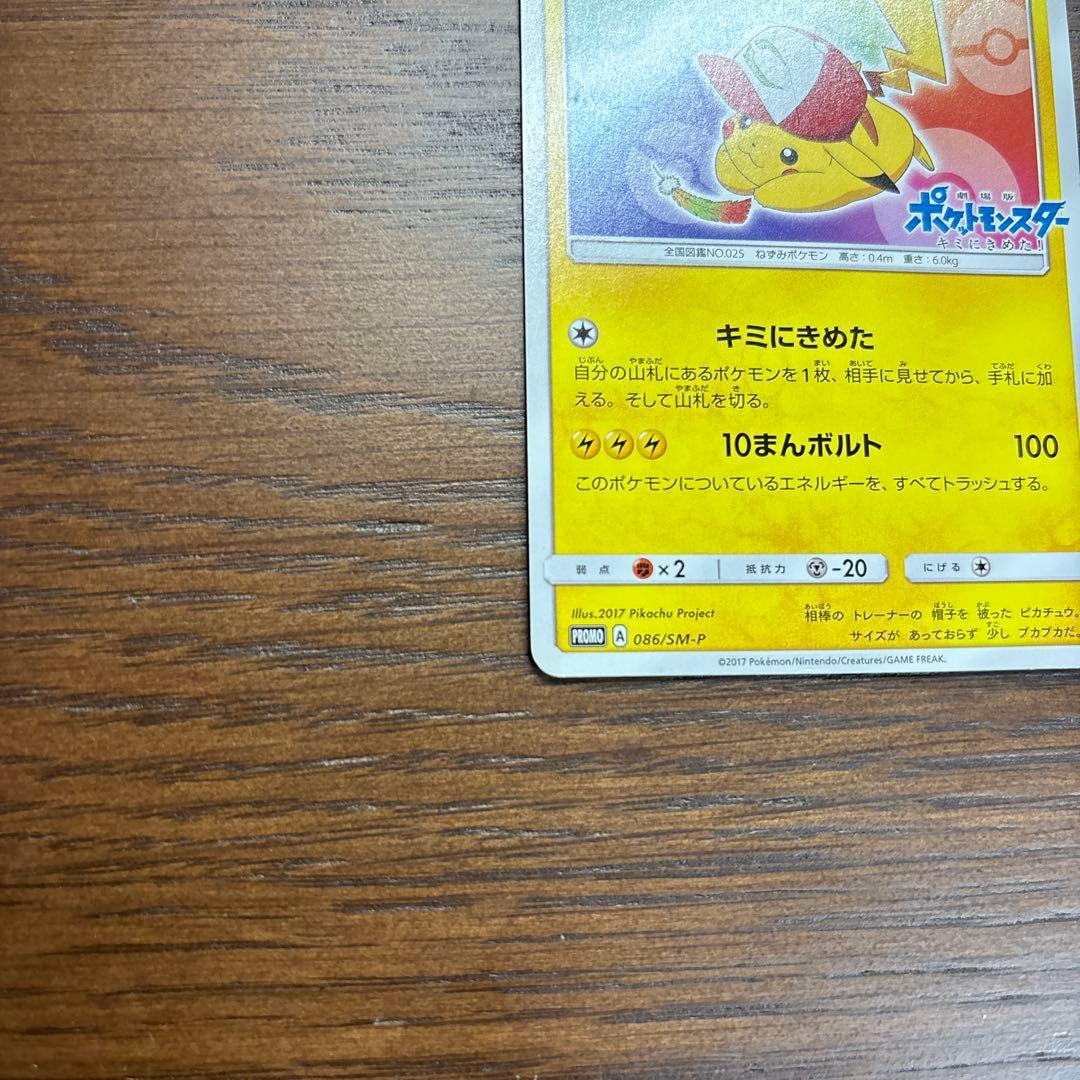 劇場版
ポケットモンスター
キミにきめた!
全国図鑑NO.025 ねずみポケモン 高さ:0.4m 重さ:6.0kg
キミにきめた
自分の山札にあるポケモンを1枚、相手に見せてから、手札に加
える。そして山札を切る。
10まんボルト 100
このポケモンについているエネルギーを、すべてトラッシュする。
弱点 ×2 抵抗力 -20 にげる
Illus.2017 Pikachu Project
相棒の トレーナーの 帽子を 被った ピカチュウ。
サイズが あっておらず 少し ブカブカだ。
PROMO A 086/SM-P
©2017 Pokémon/Nintendo/Creatures/GAME FREAK.